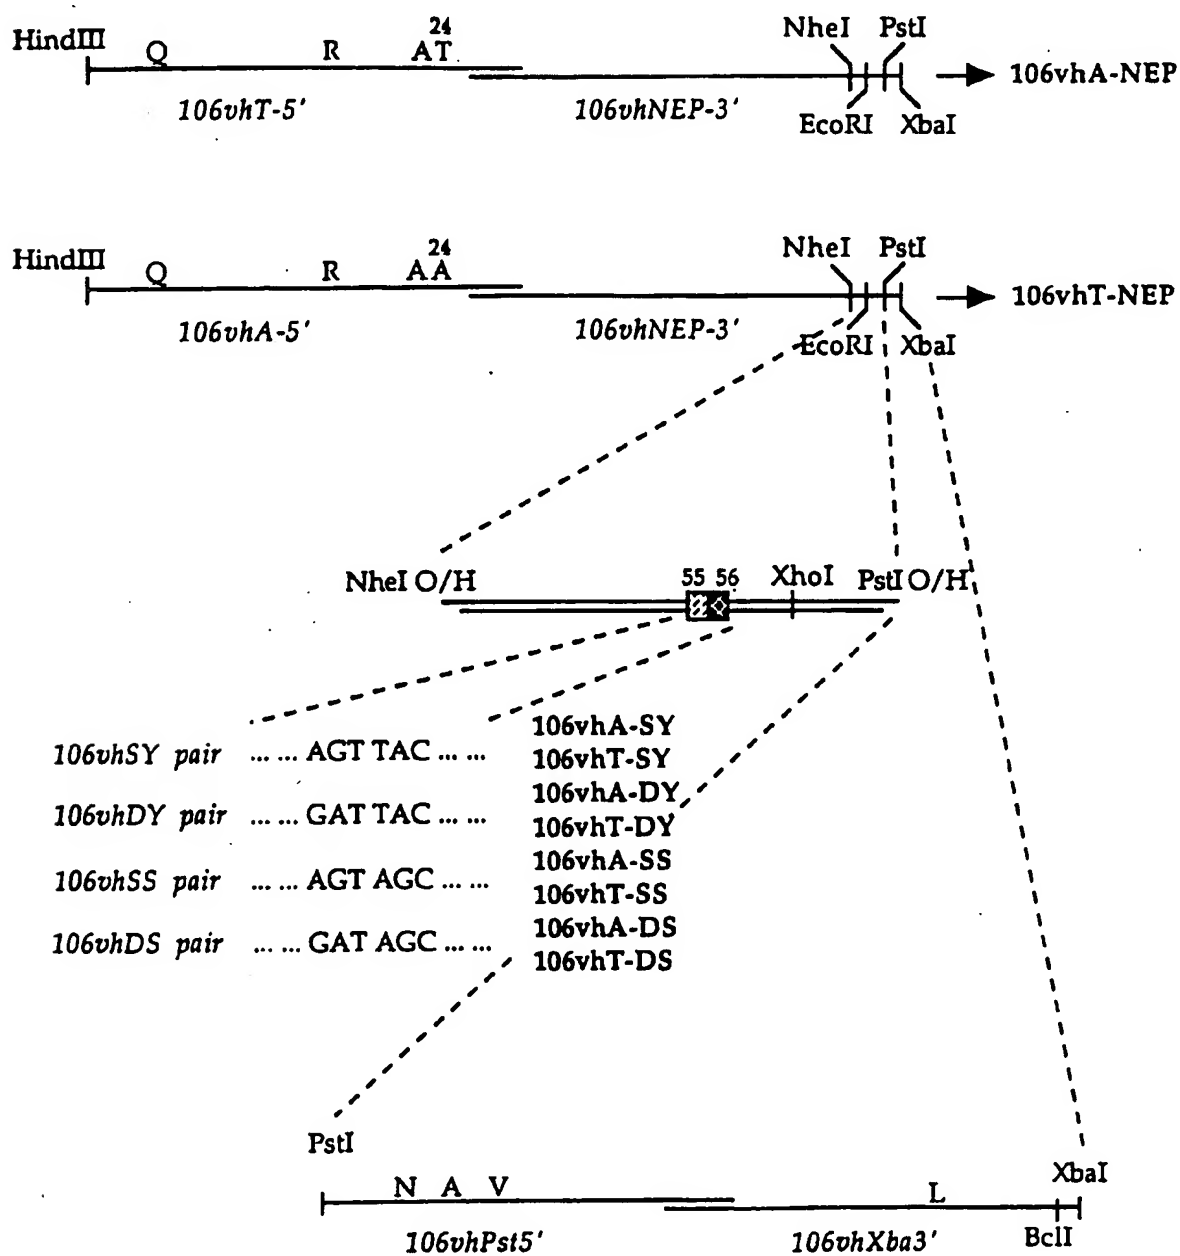 24
NheI PstI
HindIII Q R AT
106vhA-NEP
106vhT-5' 106vhNEP-3'
EcoRI XbaI
24
NheI PstI
HindIII Q R AA
106vhT-NEP
106vhA-5' 106vhNEP-3'
EcoRI XbaI
NheI O/H 55 56 XhoI PstI O/H
106vhA-SY
106vhSY pair ... ... AGT TAC ... ...
106vhT-SY
106vhA-DY
106vhDY pair ... ... GAT TAC ... ...
106vhT-DY
106vhA-SS
106vhSS pair ... ... AGT AGC ... ...
106vhT-SS
106vhA-DS
106vhDS pair ... ... GAT AGC ... ...
106vhT-DS
PstI
XbaI
N A V L
106vhPst5' 106vhXba3' BclI